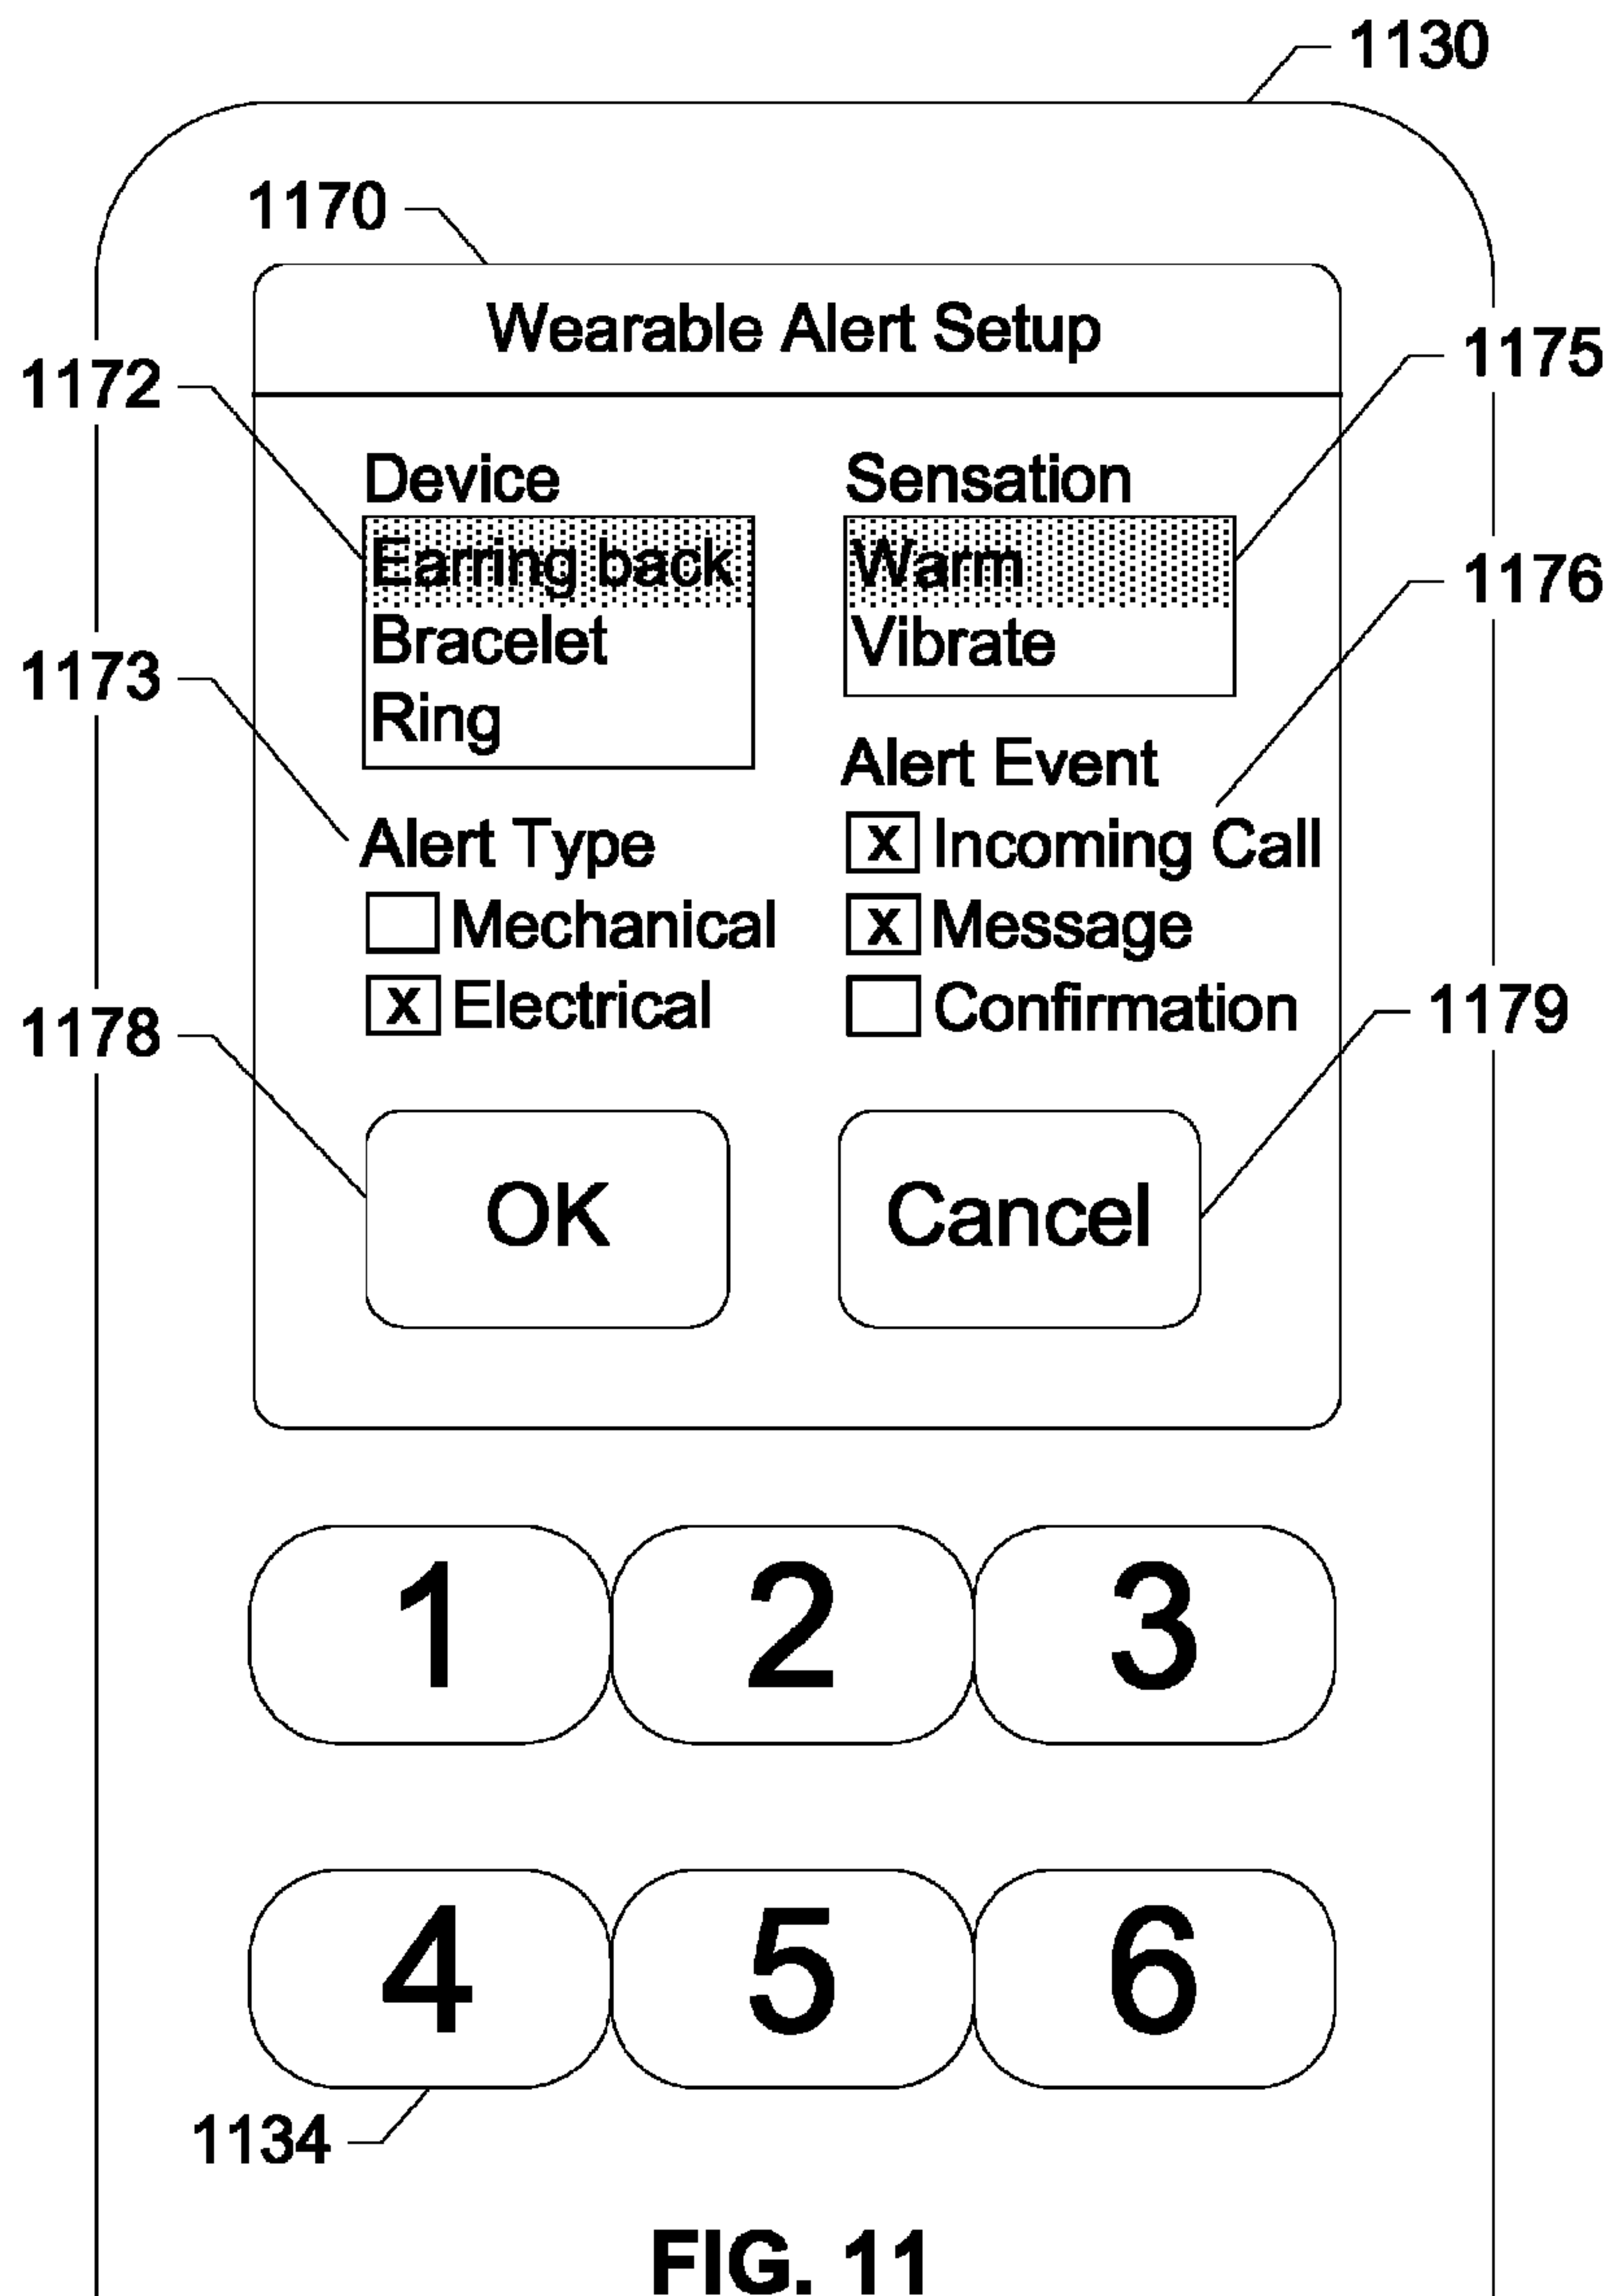 1130
1170
Wearable Alert Setup
1172
1175
Device
Sensation
Earring back
Warm
1176
Bracelet
Vibrate
1173
Ring
Alert Event
Alert Type
X Incoming Call
Mechanical
X Message
X Electrical
Confirmation
1178
1179
OK
Cancel
1 2 3
4 5 6
1134
FIG. 11